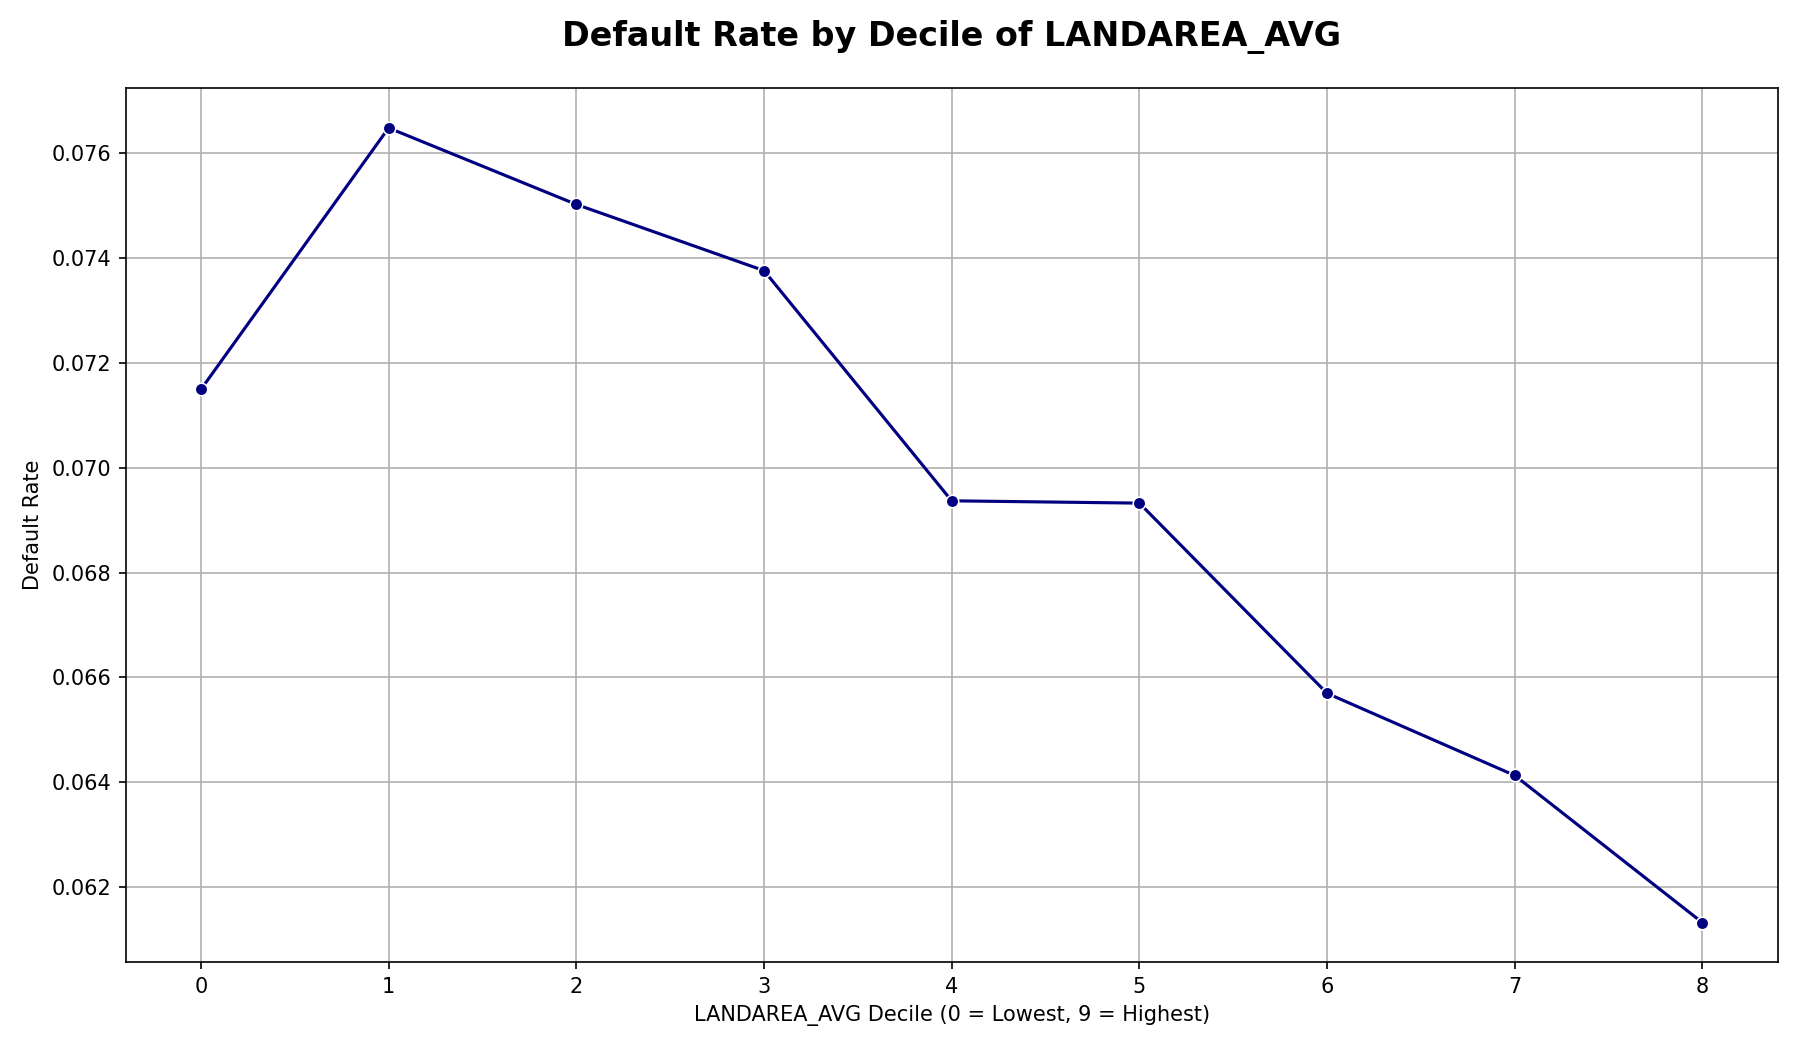 Default Rate by Decile of LANDAREA_AVG
Default Rate
0.076
0.074
0.072
0.070
0.068
0.066
0.064
0.062
0 1 2 3 4 5 6 7 8
LANDAREA_AVG Decile (0 = Lowest, 9 = Highest)